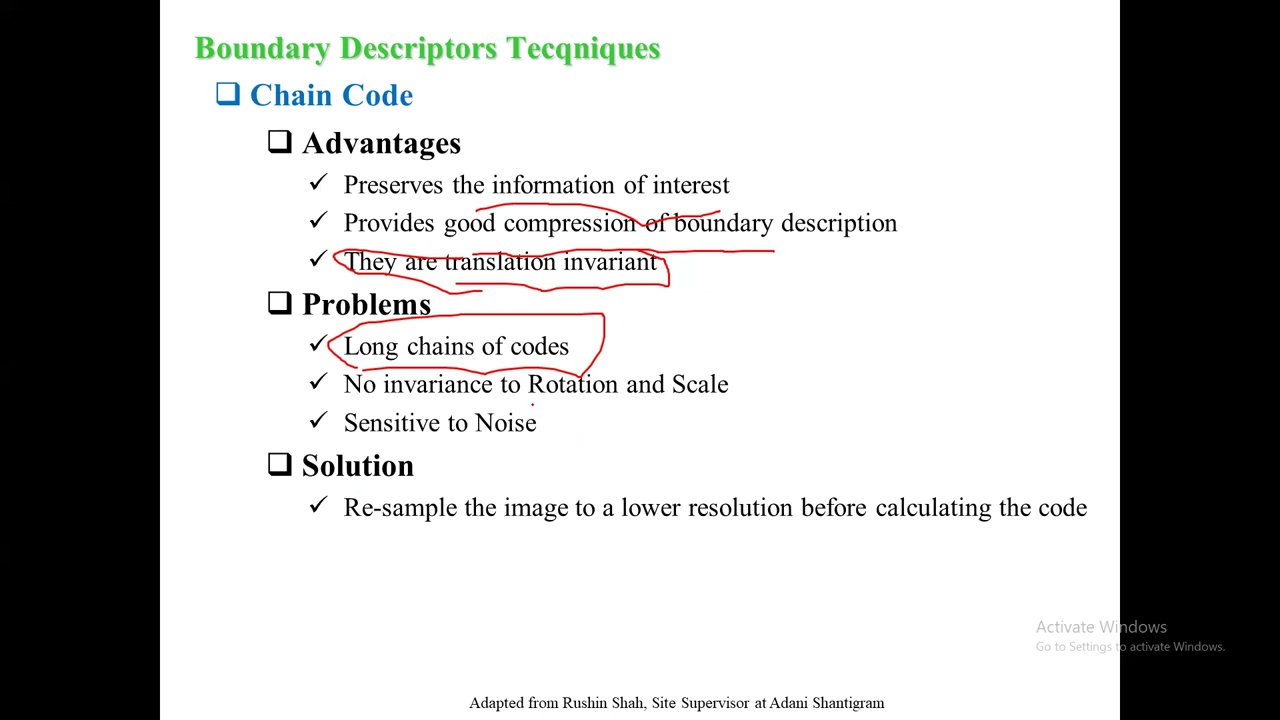 Boundary Descriptors Tecqniques
❑ Chain Code
❑ Advantages
✓ Preserves the information of interest
✓ Provides good compression of boundary description
✓ They are translation invariant
❑ Problems
✓ Long chains of codes
✓ No invariance to Rotation and Scale
✓ Sensitive to Noise
❑ Solution
✓ Re-sample the image to a lower resolution before calculating the code
Activate Windows
Go to Settings to activate Windows.
Adapted from Rushin Shah, Site Supervisor at Adani Shantigram